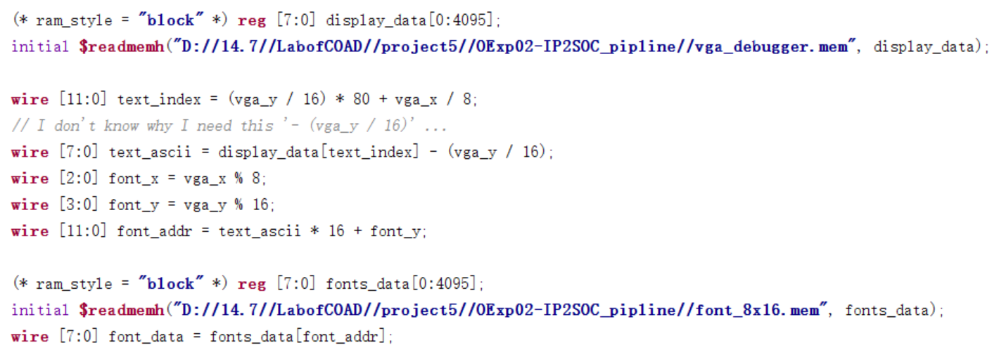 (* ram_style = "block" *) reg [7:0] display_data[0:4095];
initial $readmemh("D://14.7//LabofCOAD//project5//OExp02-IP2SOC_pipline//vga_debugger.mem", display_data);
wire [11:0] text_index = (vga_y / 16) * 80 + vga_x / 8;
// I don't know why I need this '- (vga_y / 16)' ...
wire [7:0] text_ascii = display_data[text_index] - (vga_y / 16);
wire [2:0] font_x = vga_x % 8;
wire [3:0] font_y = vga_y % 16;
wire [11:0] font_addr = text_ascii * 16 + font_y;
(* ram_style = "block" *) reg [7:0] fonts_data[0:4095];
initial $readmemh("D://14.7//LabofCOAD//project5//OExp02-IP2SOC_pipline//font_8x16.mem", fonts_data);
wire [7:0] font_data = fonts_data[font_addr];